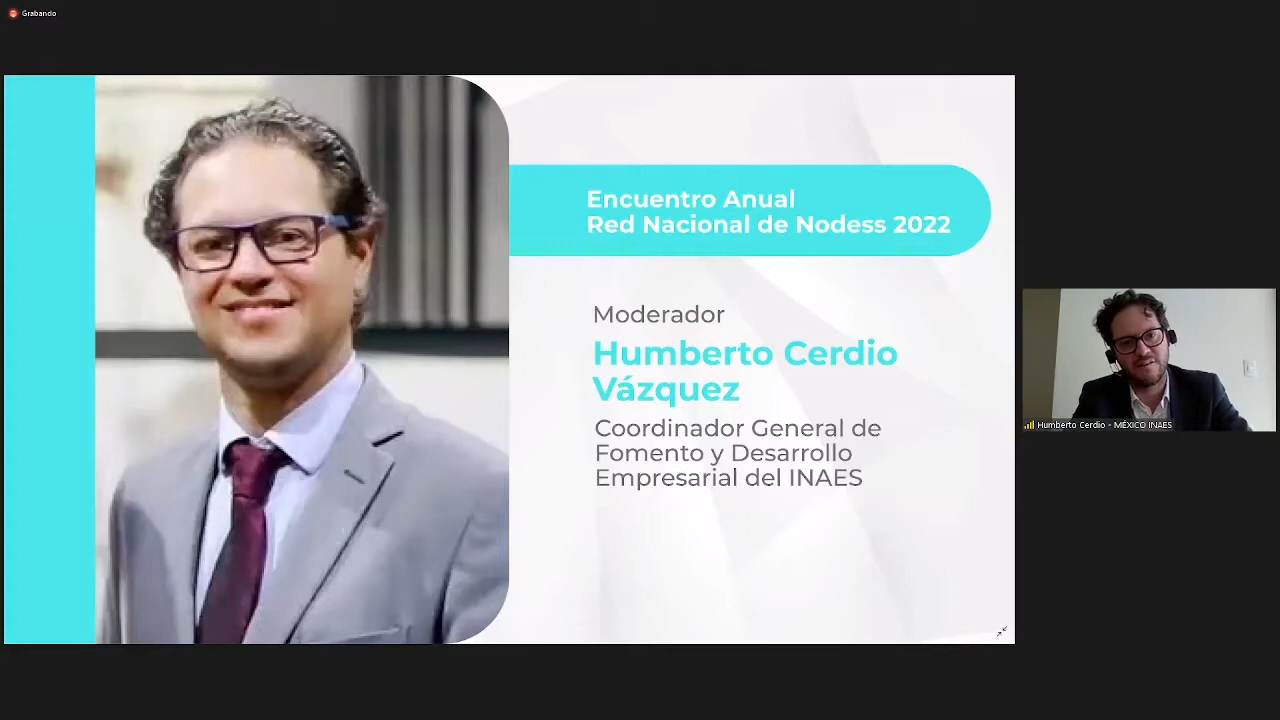 Grabando
Encuentro Anual
Red Nacional de Nodess 2022
Moderador
Humberto Cerdio
Vázquez
Coordinador General de
Fomento y Desarrollo
Empresarial del INAES
Humberto Cerdio - MÉXICO INAES